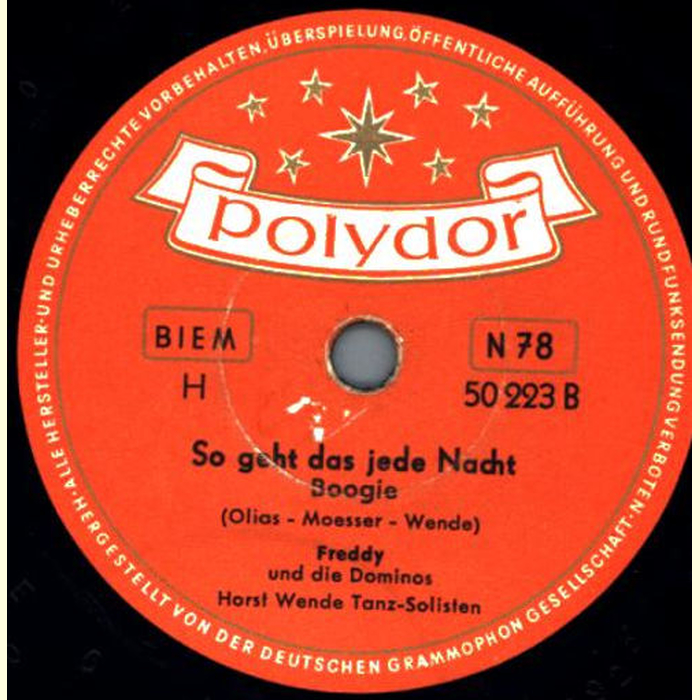 ALLE HERSTELLER-UND URHEBERRECHTE VORBEHALTEN, ÜBERSPIELUNG, ÖFFENTLICHE AUFFÜHRUNG UND RUNDFUNKSENDUNG VERBOTEN·
polydor
BIEM
N 78
H
50 223 B
So geht das jede Nacht
Boogie
(Olias - Moesser - Wende)
Freddy
und die Dominos
Horst Wende Tanz-Solisten
HERGESTELLT VON DER DEUTSCHEN GRAMMOPHON GESELLSCHAFT·